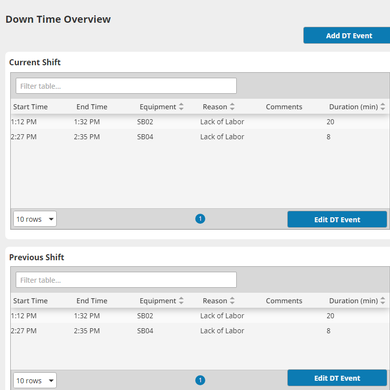 Down Time Overview
Add DT Event
Current Shift
Filter table...
Start Time End Time Equipment Reason Comments Duration (min)
1:12 PM 1:32 PM SB02 Lack of Labor 20
2:27 PM 2:35 PM SB04 Lack of Labor 8
10 rows 1 Edit DT Event
Previous Shift
Filter table...
Start Time End Time Equipment Reason Comments Duration (min)
1:12 PM 1:32 PM SB02 Lack of Labor 20
2:27 PM 2:35 PM SB04 Lack of Labor 8
10 rows 1 Edit DT Event